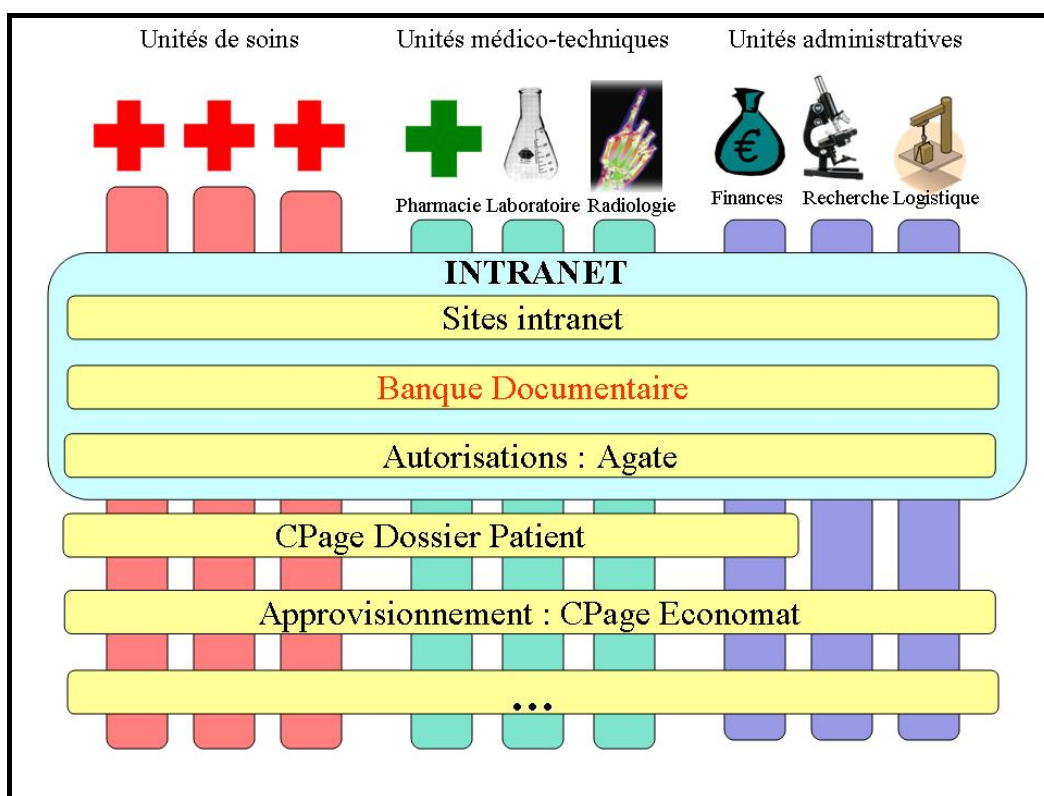 Unités de soins
Unités médico-techniques
Unités administratives
€
Pharmacie
Laboratoire
Radiologie
Finances
Recherche
Logistique
INTRANET
Sites intranet
Banque Documentaire
Autorisations : Agate
CPage Dossier Patient
Approvisionnement : CPage Economat
...